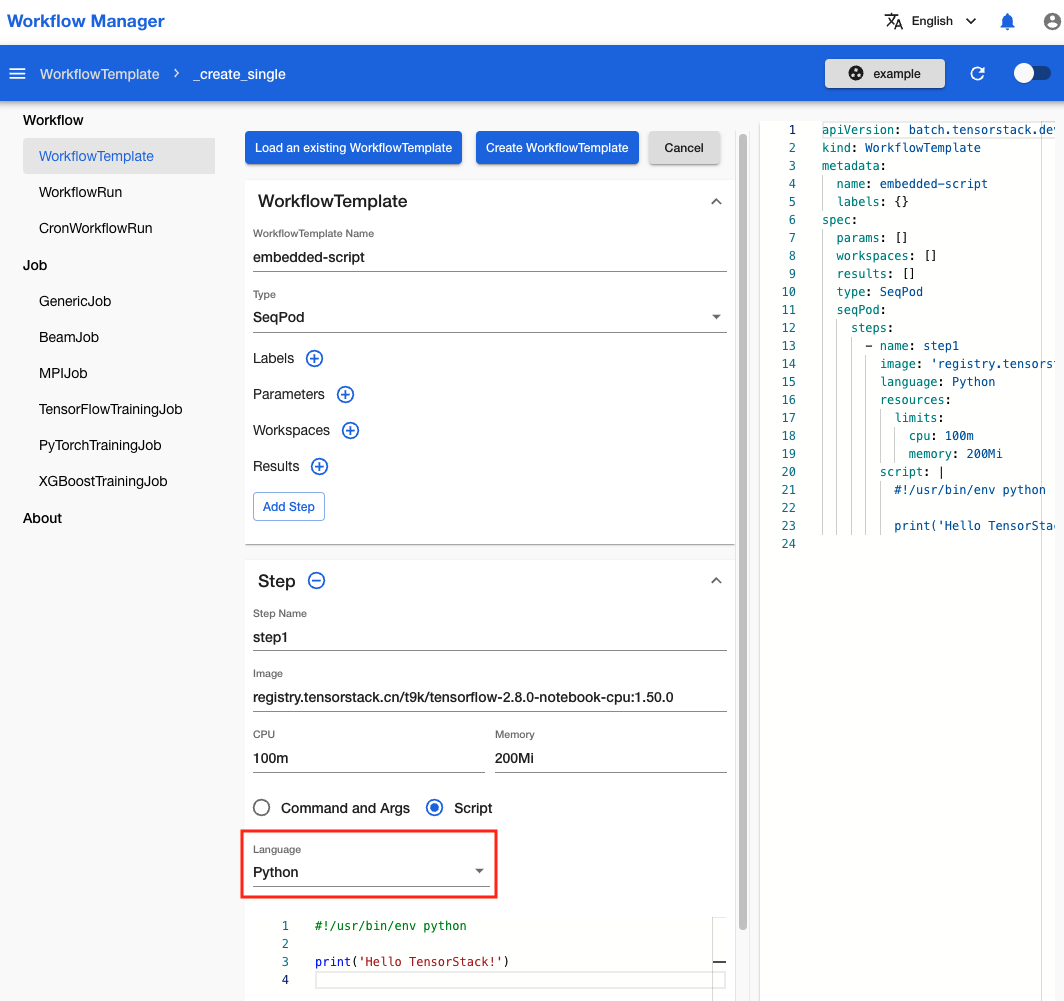 Workflow Manager
English
WorkflowTemplate > _create_single
example
Workflow
WorkflowTemplate
WorkflowRun
CronWorkflowRun
Job
GenericJob
BeamJob
MPIJob
TensorFlowTrainingJob
PyTorchTrainingJob
XGBoostTrainingJob
About
Load an existing WorkflowTemplate
Create WorkflowTemplate
Cancel
WorkflowTemplate
WorkflowTemplate Name
embedded-script
Type
SeqPod
Labels
Parameters
Workspaces
Results
Add Step
Step
Step Name
step1
Image
registry.tensorstack.cn/t9k/tensorflow-2.8.0-notebook-cpu:1.50.0
CPU
100m
Memory
200Mi
Command and Args
Script
Language
Python
1 #!/usr/bin/env python
2
3 print('Hello TensorStack!')
4
1 apiVersion: batch.tensorstack.de
2 kind: WorkflowTemplate
3 metadata:
4 name: embedded-script
5 labels: {}
6 spec:
7 params: []
8 workspaces: []
9 results: []
10 type: SeqPod
11 seqPod:
12 steps:
13 - name: step1
14 image: 'registry.tensorst
15 language: Python
16 resources:
17 limits:
18 cpu: 100m
19 memory: 200Mi
20 script: |
21 #!/usr/bin/env python
22
23 print('Hello TensorSta
24